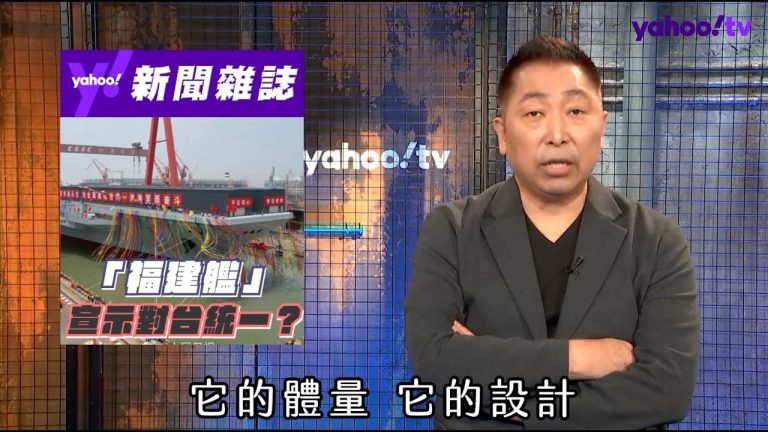 yahoo!tv
yahoo!
新聞雜誌
yahoo!tv
「福建艦」
宣示對台統一？
它的體量 它的設計